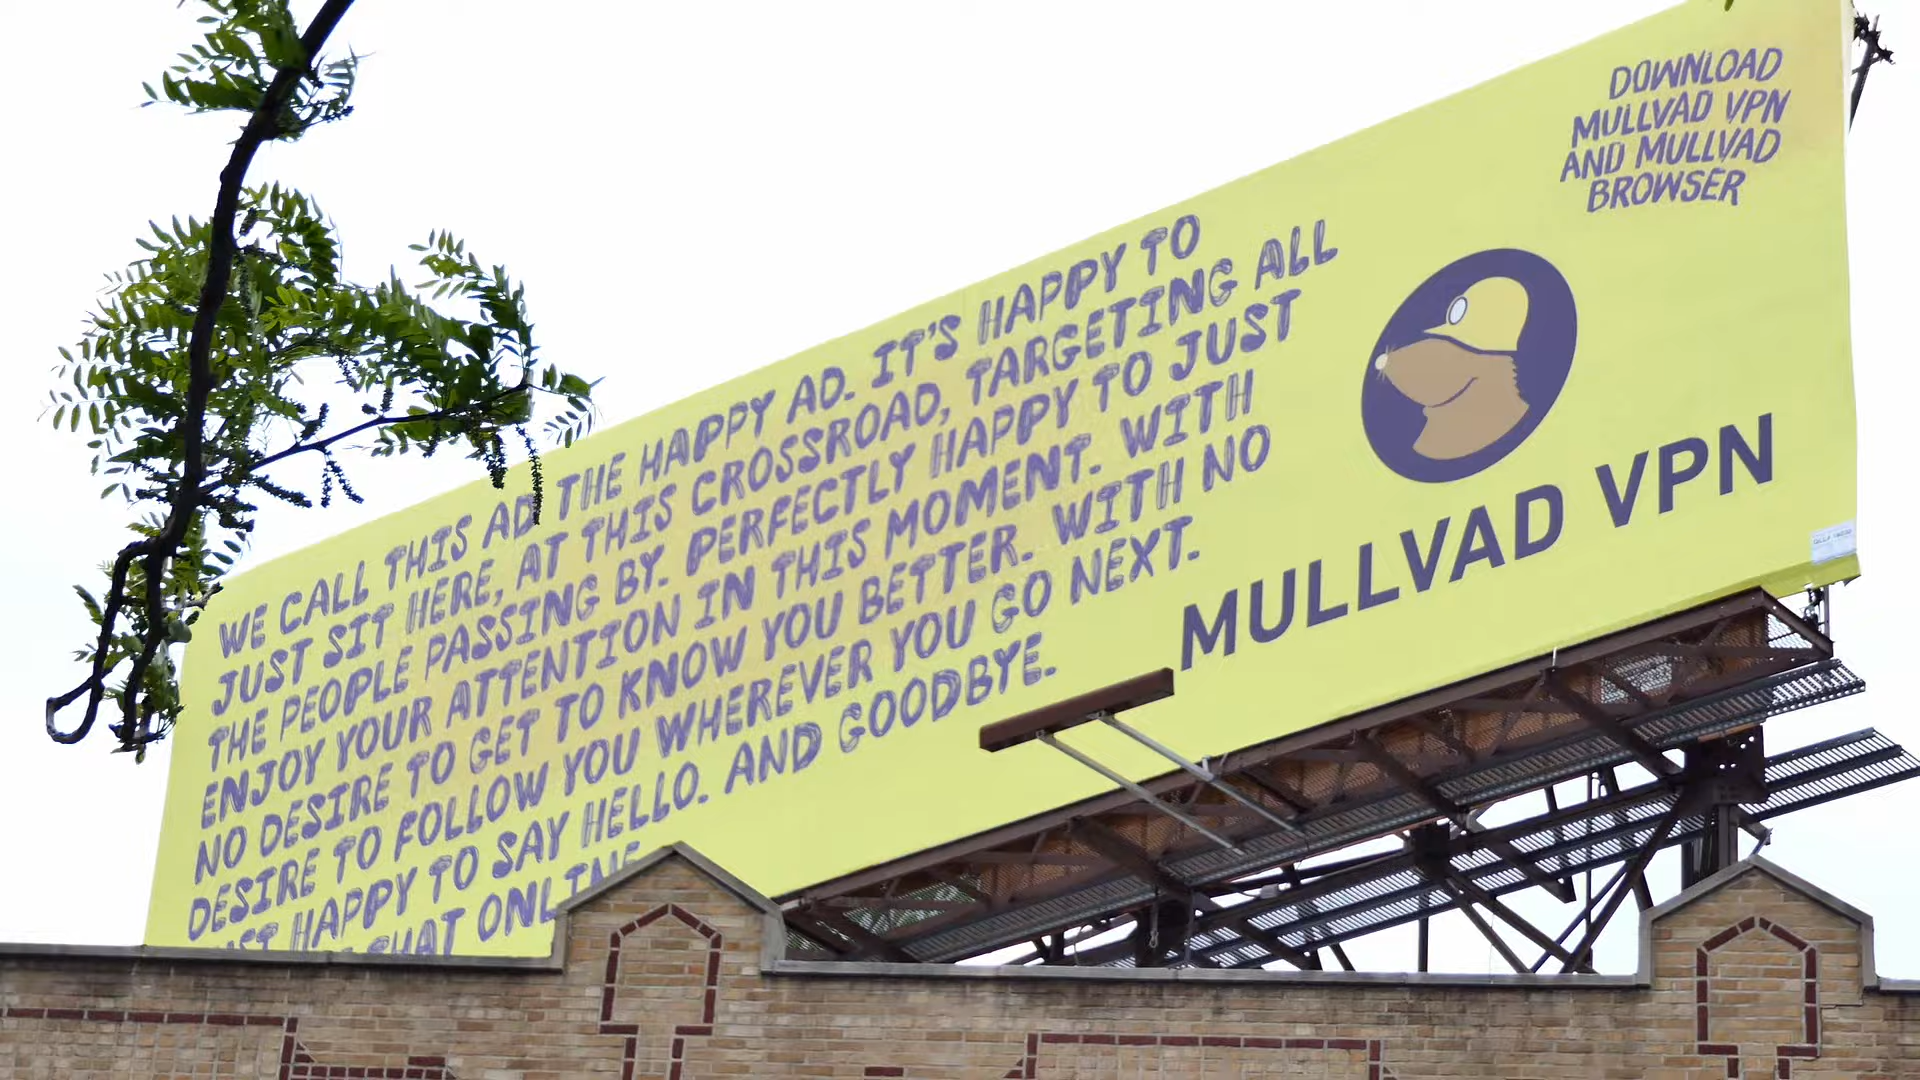 WE CALL THIS AD THE HAPPY AD. IT'S HAPPY TO
JUST SIT HERE, AT THIS CROSSROAD, TARGETING ALL
THE PEOPLE PASSING BY. PERFECTLY HAPPY TO JUST
ENJOY YOUR ATTENTION IN THIS MOMENT. WITH
NO DESIRE TO GET TO KNOW YOU BETTER. WITH NO
DESIRE TO FOLLOW YOU WHEREVER YOU GO NEXT.
JUST HAPPY TO SAY HELLO. AND GOODBYE.
THAT ONLINE
DOWNLOAD
MULLVAD VPN
AND MULLVAD
BROWSER
MULLVAD VPN